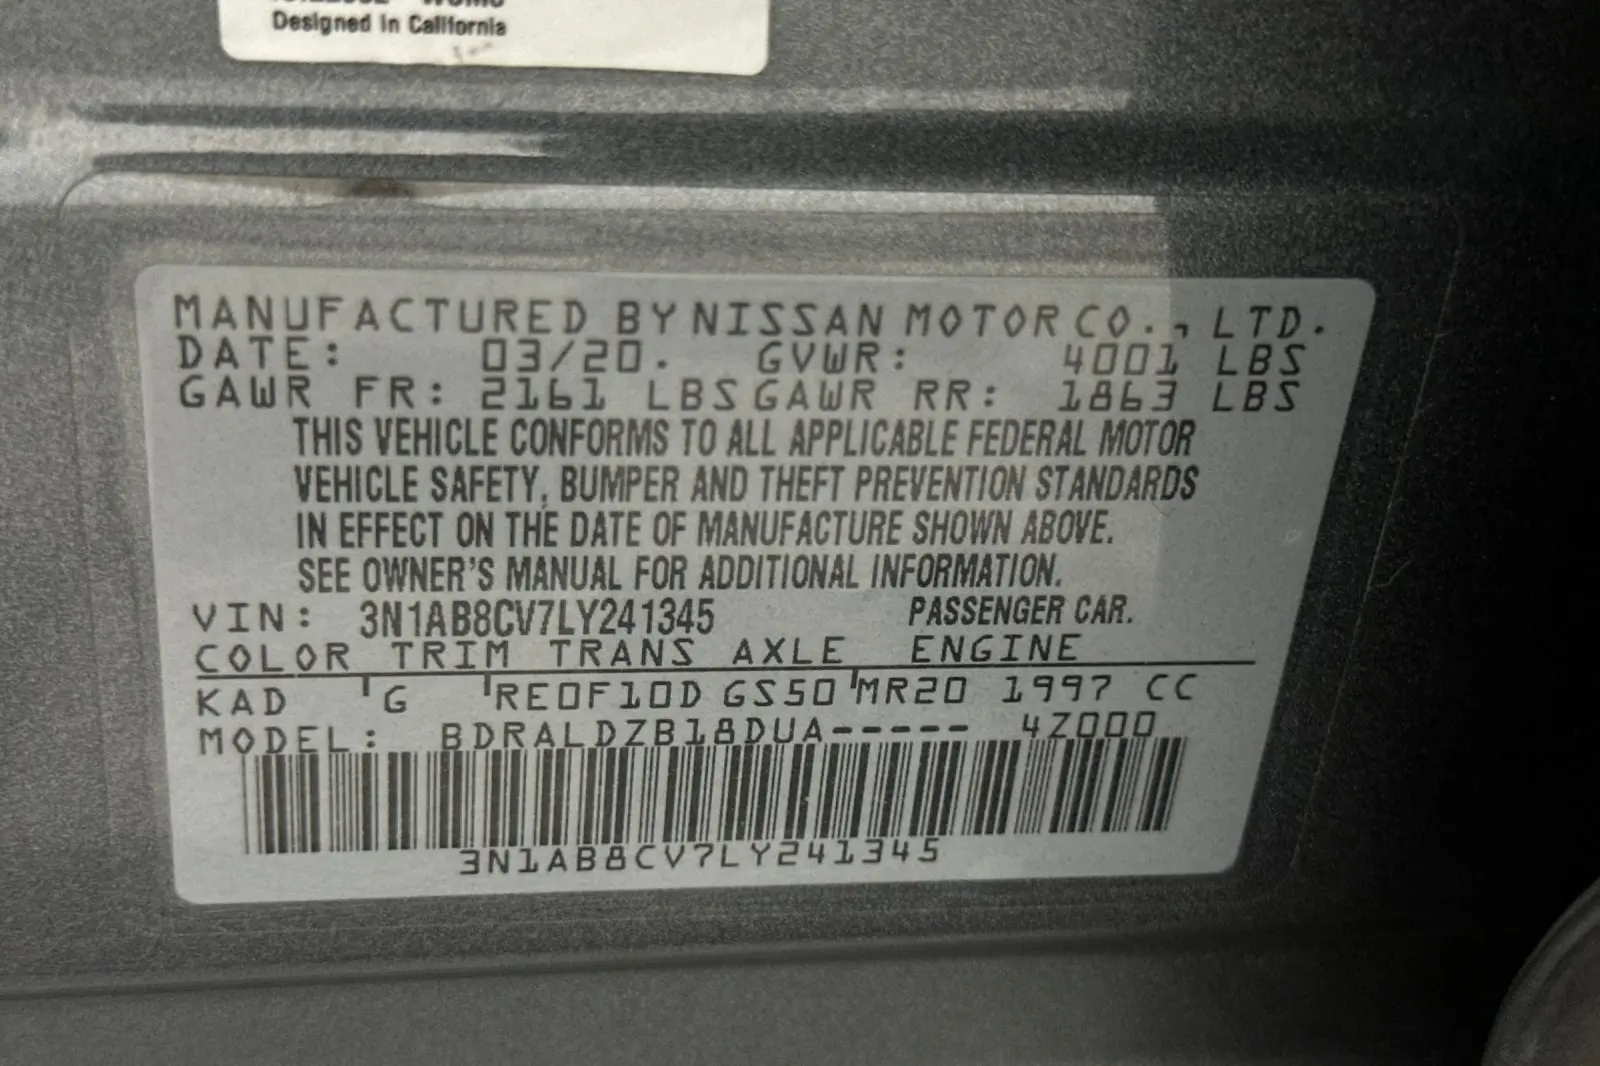 Designed in California
MANUFACTURED BY NISSAN MOTOR CO., LTD.
DATE: 03/20. GVWR: 4001 LBS
GAWR FR: 2161 LBS GAWR RR: 1863 LBS
THIS VEHICLE CONFORMS TO ALL APPLICABLE FEDERAL MOTOR
VEHICLE SAFETY, BUMPER AND THEFT PREVENTION STANDARDS
IN EFFECT ON THE DATE OF MANUFACTURE SHOWN ABOVE.
SEE OWNER'S MANUAL FOR ADDITIONAL INFORMATION.
VIN: 3N1AB8CV7LY241345 PASSENGER CAR.
COLOR TRIM TRANS AXLE ENGINE
KAD G RE0F10D GS50 MR20 1997 CC
MODEL: BDRALDZB18DUA----- 4Z000
3N1AB8CV7LY241345